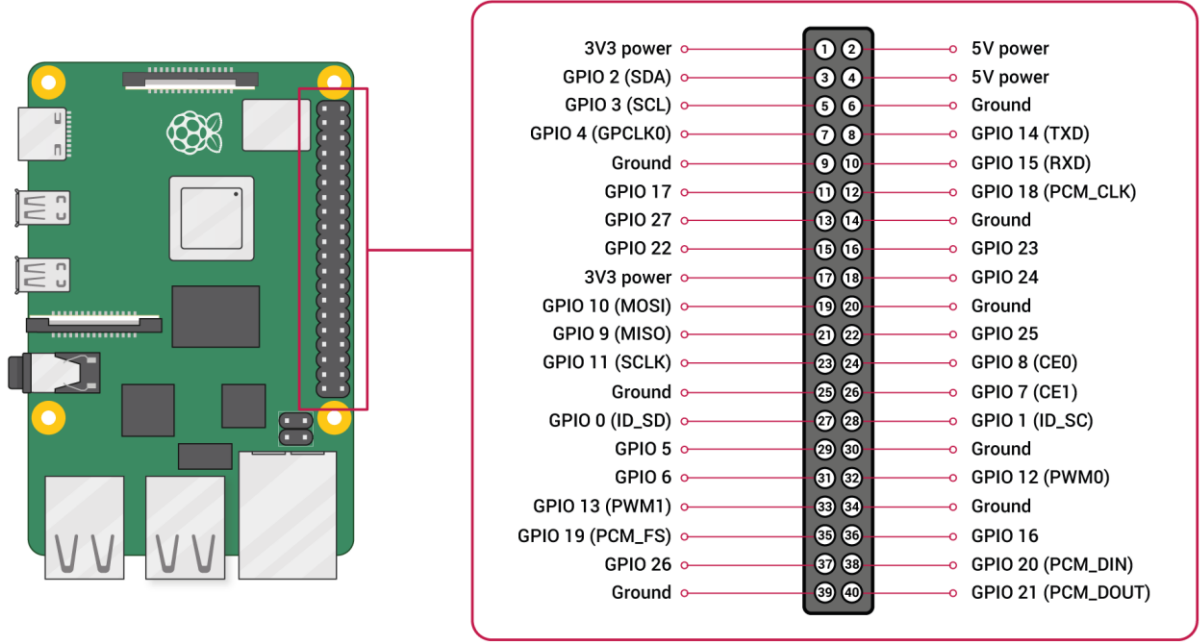 3V3 power 1 2 5V power
GPIO 2 (SDA) 3 4 5V power
GPIO 3 (SCL) 5 6 Ground
GPIO 4 (GPCLK0) 7 8 GPIO 14 (TXD)
Ground 9 10 GPIO 15 (RXD)
GPIO 17 11 12 GPIO 18 (PCM_CLK)
GPIO 27 13 14 Ground
GPIO 22 15 16 GPIO 23
3V3 power 17 18 GPIO 24
GPIO 10 (MOSI) 19 20 Ground
GPIO 9 (MISO) 21 22 GPIO 25
GPIO 11 (SCLK) 23 24 GPIO 8 (CE0)
Ground 25 26 GPIO 7 (CE1)
GPIO 0 (ID_SD) 27 28 GPIO 1 (ID_SC)
GPIO 5 29 30 Ground
GPIO 6 31 32 GPIO 12 (PWM0)
GPIO 13 (PWM1) 33 34 Ground
GPIO 19 (PCM_FS) 35 36 GPIO 16
GPIO 26 37 38 GPIO 20 (PCM_DIN)
Ground 39 40 GPIO 21 (PCM_DOUT)